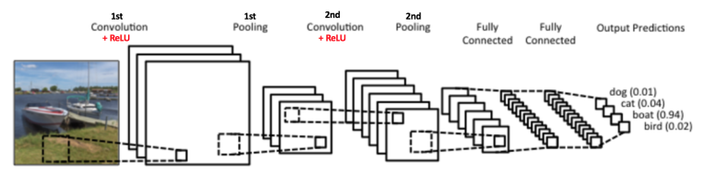 1st
Convolution
+ ReLU
1st
Pooling
2nd
Convolution
+ ReLU
2nd
Pooling
Fully
Connected
Fully
Connected
Output Predictions
dog (0.01)
cat (0.04)
boat (0.94)
bird (0.02)